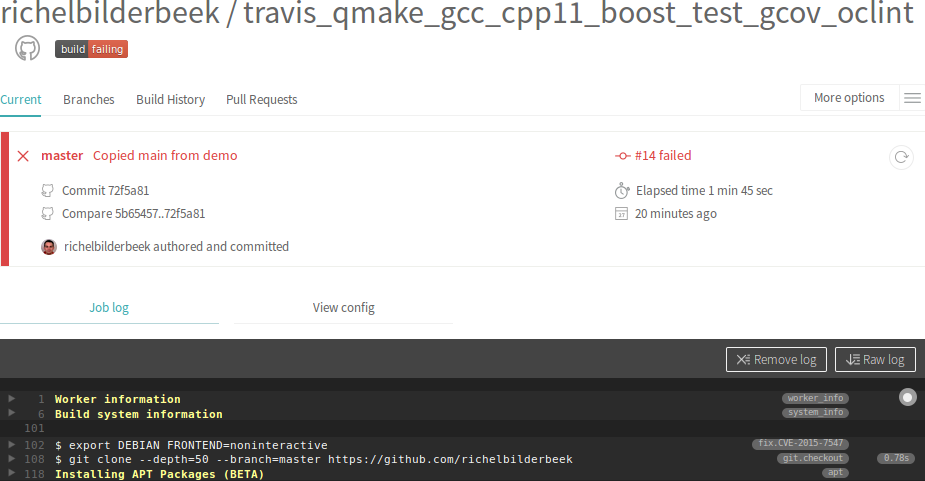 richelbilderbeek / travis_qmake_gcc_cpp11_boost_test_gcov_oclint
build failing
Current Branches Build History Pull Requests More options
master Copied main from demo #14 failed
Commit 72f5a81 Elapsed time 1 min 45 sec
Compare 5b65457..72f5a81 20 minutes ago
richelbilderbeek authored and committed
Job log View config
Remove log Raw log
1 Worker information worker_info
6 Build system information system_info
101
102 $ export DEBIAN_FRONTEND=noninteractive fix.CVE-2015-7547
108 $ git clone --depth=50 --branch=master https://github.com/richelbilderbeek git.checkout 0.78s
118 Installing APT Packages (BETA) apt